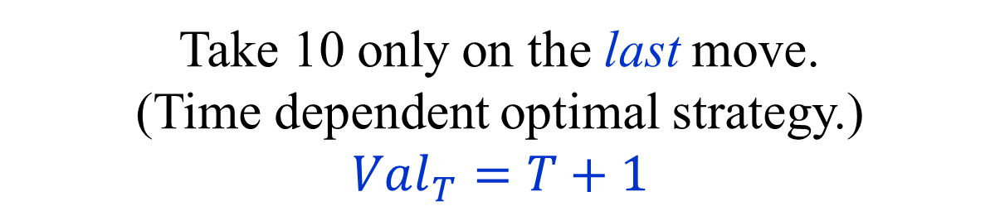 Take 10 only on the last move.
(Time dependent optimal strategy.)
Val_T = T + 1